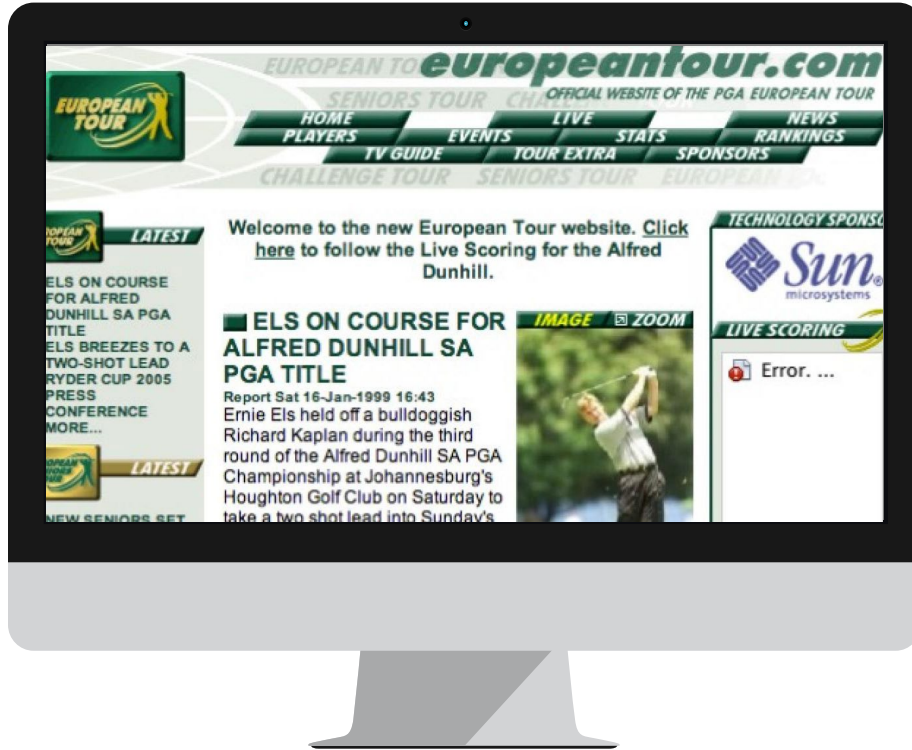 EUROPEAN TO
europeantour.com
OFFICIAL WEBSITE OF THE PGA EUROPEAN TOUR
SENIORS TOUR
EUROPEAN
TOUR
HOME LIVE NEWS
PLAYERS EVENTS STATS RANKINGS
TV GUIDE TOUR EXTRA SPONSORS
CHALLENGE TOUR SENIORS TOUR EUROPEAN
LATEST
ELS ON COURSE
FOR ALFRED
DUNHILL SA PGA
TITLE
ELS BREEZES TO A
TWO-SHOT LEAD
RYDER CUP 2005
PRESS
CONFERENCE
MORE...
LATEST
NEW SENIORS SET
Welcome to the new European Tour website. Click
here to follow the Live Scoring for the Alfred
Dunhill.
ELS ON COURSE FOR
ALFRED DUNHILL SA
PGA TITLE
Report Sat 16-Jan-1999 16:43
Ernie Els held off a bulldoggish
Richard Kaplan during the third
round of the Alfred Dunhill SA PGA
Championship at Johannesburg's
Houghton Golf Club on Saturday to
take a two shot lead into Sunday's
IMAGE ZOOM
TECHNOLOGY SPONSO
Sun
microsystems
LIVE SCORING
Error. ...